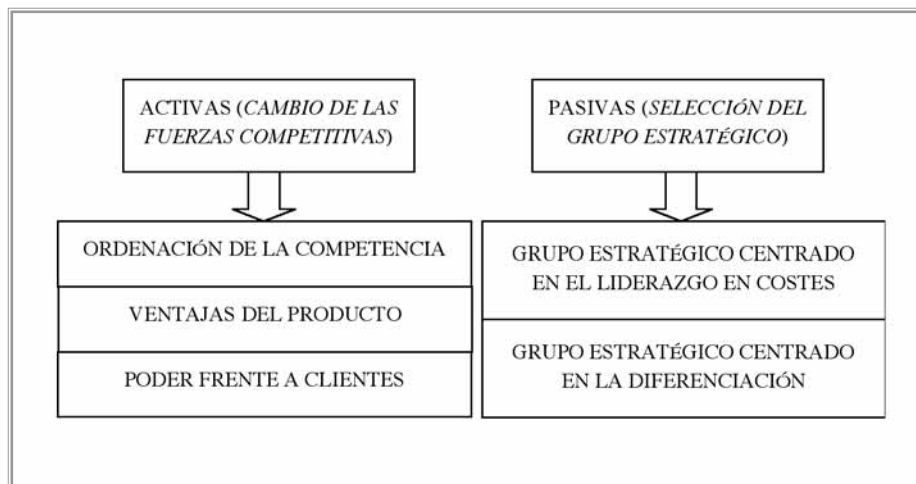 ACTIVAS (CAMBIO DE LAS
FUERZAS COMPETITIVAS)
ORDENACIÓN DE LA COMPETENCIA
VENTAJAS DEL PRODUCTO
PODER FRENTE A CLIENTES
PASIVAS (SELECCIÓN DEL
GRUPO ESTRATÉGICO)
GRUPO ESTRATÉGICO CENTRADO
EN EL LIDERAZGO EN COSTES
GRUPO ESTRATÉGICO CENTRADO
EN LA DIFERENCIACIÓN